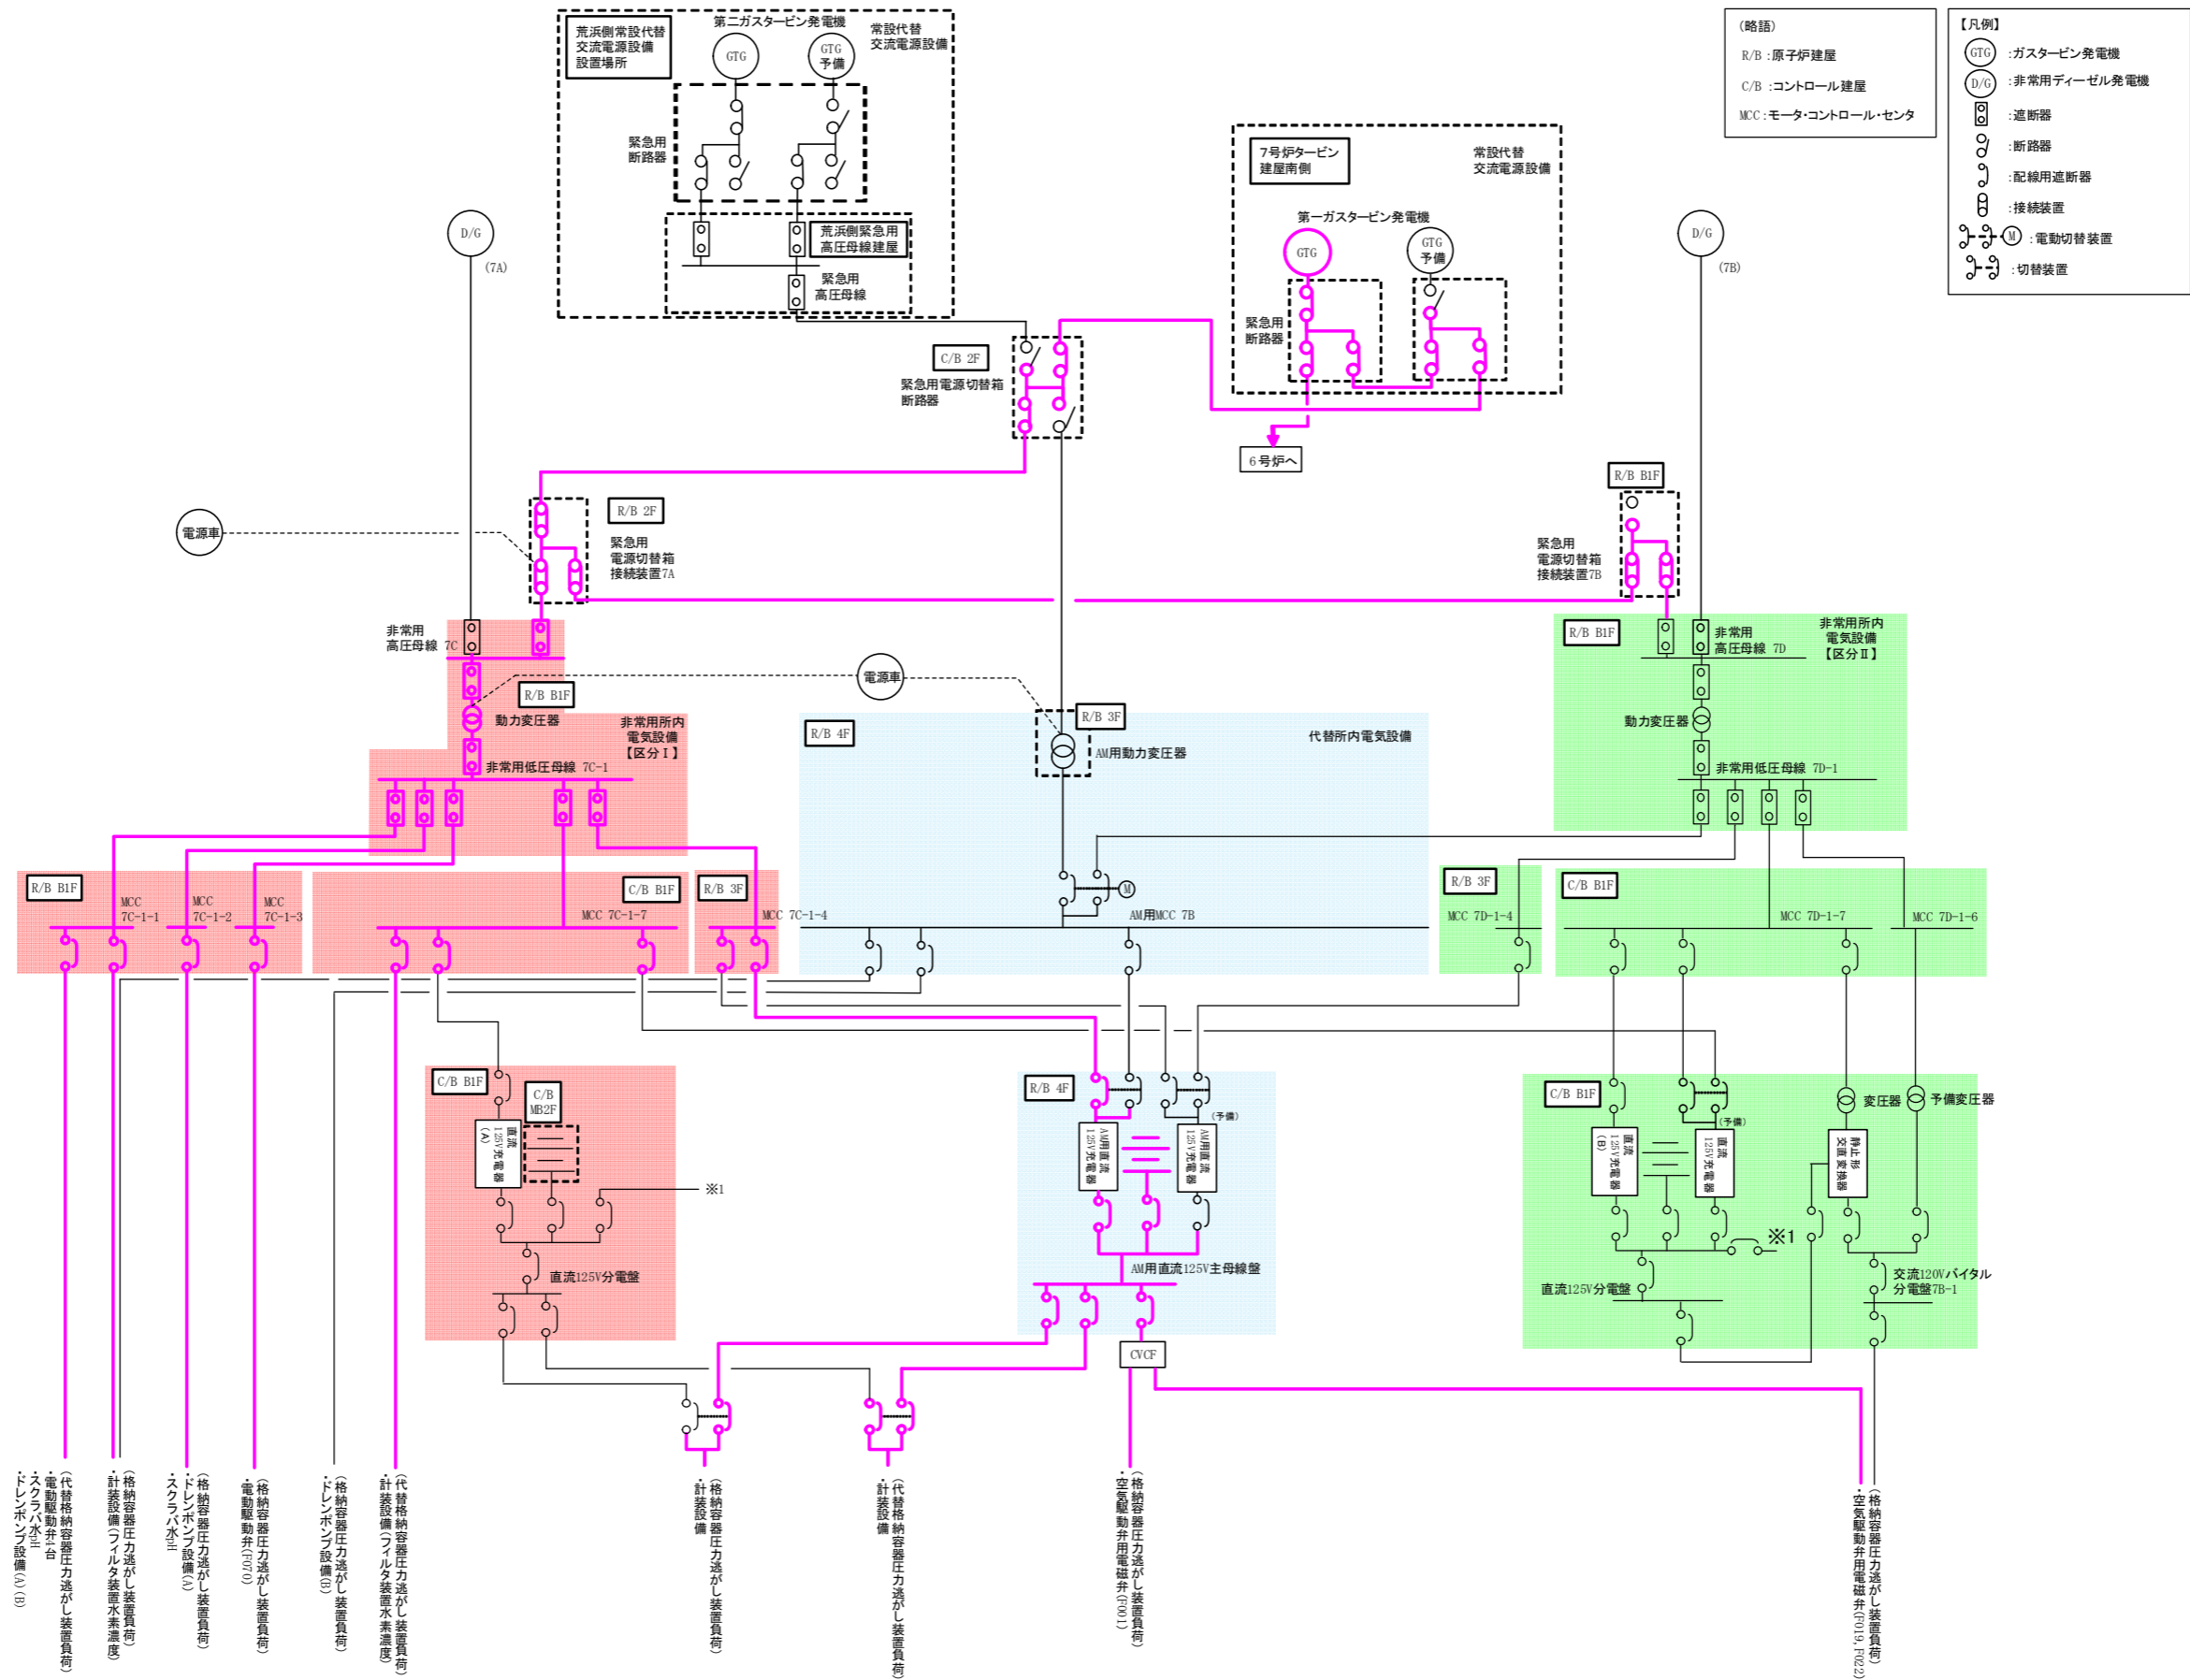 荒浜側常設代替
交流電源設備
設置場所
第二ガスタービン発電機
常設代替
交流電源設備
GTG
GTG
予備
緊急用
断路器
荒浜側緊急用
高圧母線建屋
緊急用
高圧母線
(略語)
R/B :原子炉建屋
C/B :コントロール建屋
MCC :モータ・コントロール・センタ
【凡例】
GTG :ガスタービン発電機
D/G :非常用ディーゼル発電機
:遮断器
:断路器
:配線用遮断器
:接続装置
M :電動切替装置
:切替装置
7号炉タービン
建屋南側
常設代替
交流電源設備
第一ガスタービン発電機
GTG
GTG
予備
緊急用
断路器
6号炉へ
D/G
(7A)
D/G
(7B)
C/B 2F
緊急用電源切替箱
断路器
電源車
R/B 2F
緊急用
電源切替箱
接続装置7A
R/B B1F
緊急用
電源切替箱
接続装置7B
非常用
高圧母線 7C
R/B B1F
動力変圧器
非常用所内
電気設備
【区分Ⅰ】
非常用低圧母線 7C-1
電源車
R/B 4F
R/B 3F
AM用動力変圧器
代替所内電気設備
R/B B1F
非常用
高圧母線 7D
非常用所内
電気設備
【区分Ⅱ】
動力変圧器
非常用低圧母線 7D-1
R/B B1F
MCC
7C-1-1
MCC
7C-1-2
MCC
7C-1-3
C/B B1F
MCC 7C-1-7
R/B 3F
MCC 7C-1-4
M
AM用MCC 7B
R/B 3F
MCC 7D-1-4
C/B B1F
MCC 7D-1-7
MCC 7D-1-6
C/B B1F
C/B
MB2F
直流
125V充電器
(A)
※1
直流125V分電盤
R/B 4F
(予備)
AM用直流
125V充電器
AM用直流
125V充電器
AM用直流125V主母線盤
CVCF
C/B B1F
(予備)
直流
125V充電器
(B)
直流
125V充電器
変圧器
予備変圧器
静止形
交直変換器
※1
直流125V分電盤
交流120Vバイタル
分電盤7B-1
(代替格納容器圧力逃がし装置負荷)
・電動駆動弁4台
・スクラバ水pH
・ドレンポンプ設備(A)(B)
(格納容器圧力逃がし装置負荷)
・計装設備(フィルタ装置水素濃度)
(格納容器圧力逃がし装置負荷)
・ドレンポンプ設備(A)
・スクラバ水pH
(格納容器圧力逃がし装置負荷)
・電動駆動弁(F070)
(格納容器圧力逃がし装置負荷)
・ドレンポンプ設備(B)
(代替格納容器圧力逃がし装置負荷)
・計装設備(フィルタ装置水素濃度)
(格納容器圧力逃がし装置負荷)
・計装設備
(代替格納容器圧力逃がし装置負荷)
・計装設備
(格納容器圧力逃がし装置負荷)
・空気駆動弁用電磁弁(F001)
(格納容器圧力逃がし装置負荷)
・空気駆動弁用電磁弁(F019,F022)